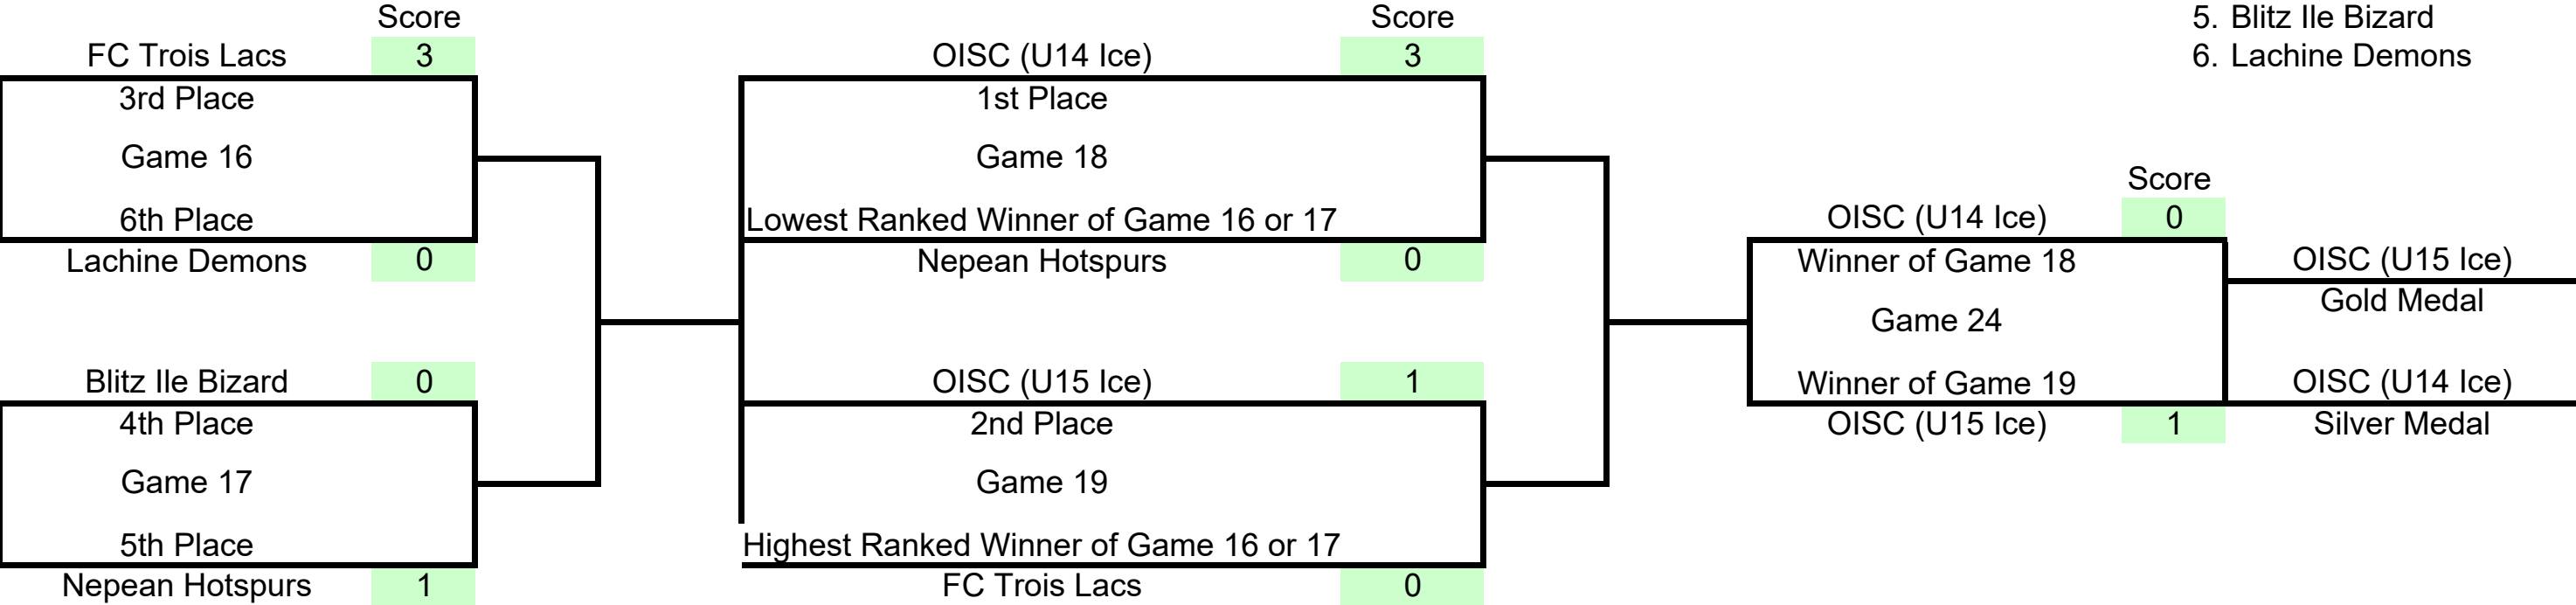 Score
Score
5. Blitz Ile Bizard
FC Trois Lacs 3
OISC (U14 Ice) 3
6. Lachine Demons
3rd Place
1st Place
Game 16
Game 18
Score
6th Place
Lowest Ranked Winner of Game 16 or 17
OISC (U14 Ice) 0
Lachine Demons 0
Nepean Hotspurs 0
Winner of Game 18
OISC (U15 Ice)
Gold Medal
Game 24
Blitz Ile Bizard 0
OISC (U15 Ice) 1
Winner of Game 19
OISC (U14 Ice)
4th Place
2nd Place
OISC (U15 Ice) 1
Silver Medal
Game 17
Game 19
5th Place
Highest Ranked Winner of Game 16 or 17
Nepean Hotspurs 1
FC Trois Lacs 0